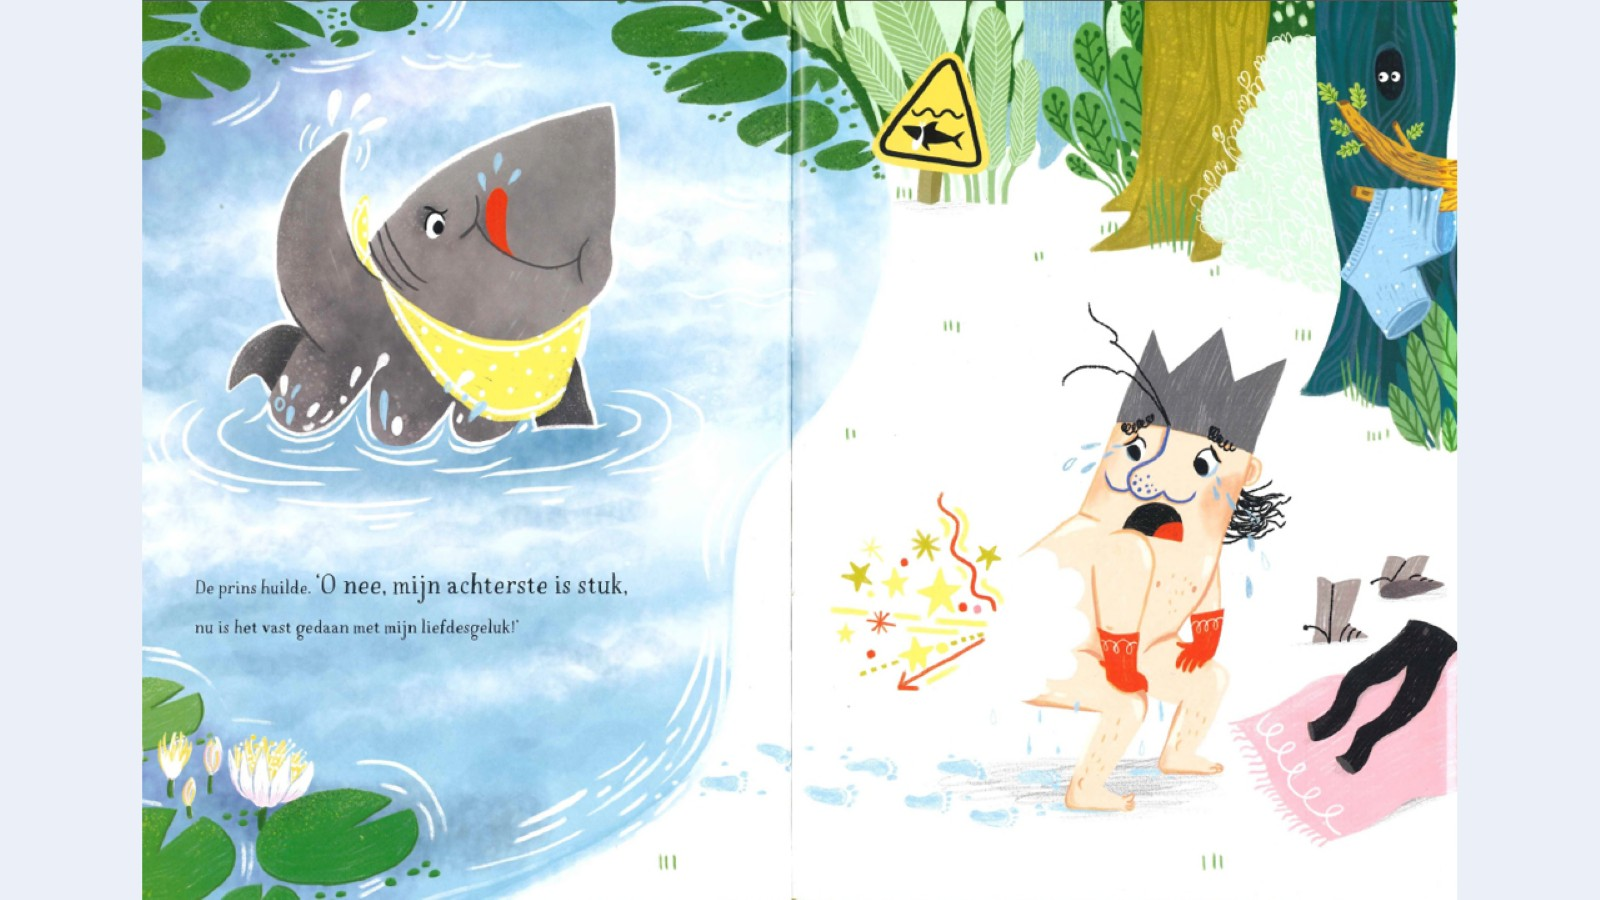 De prins huilde. ‘O nee, mijn achterste is stuk,
nu is het vast gedaan met mijn liefdesgeluk!’